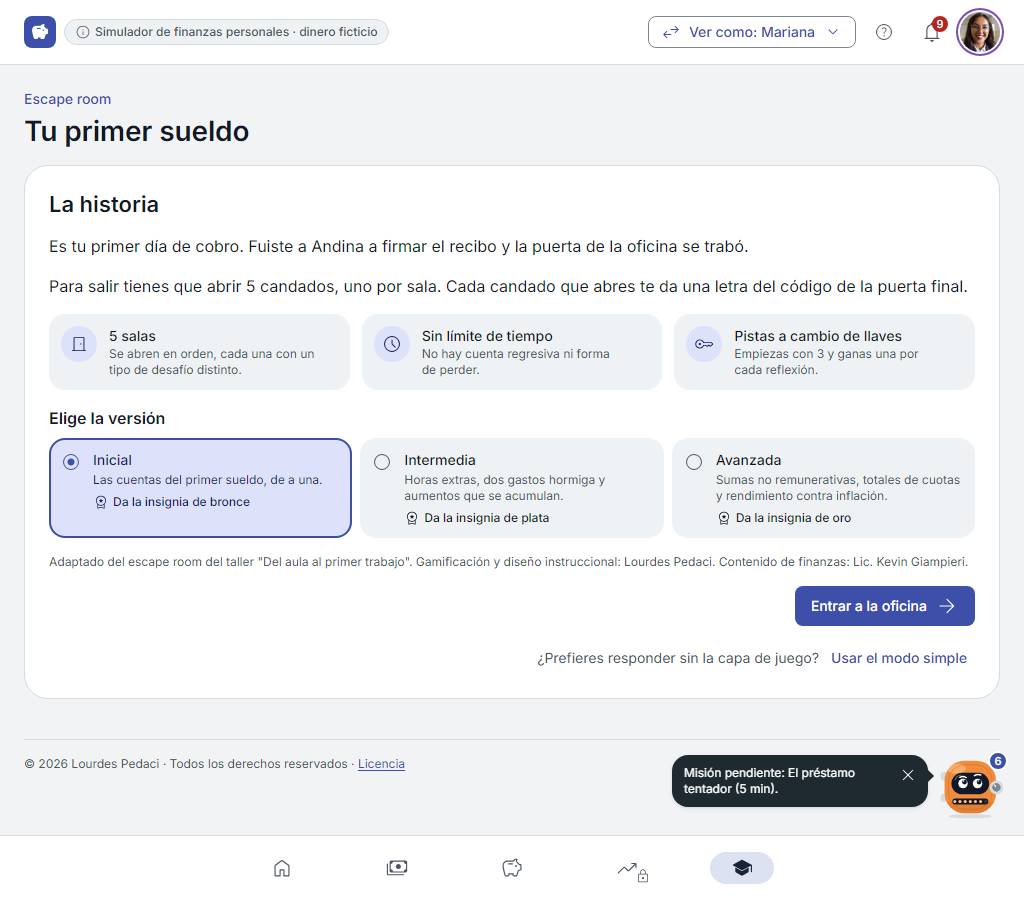 Simulador de finanzas personales · dinero ficticio
Ver como: Mariana
9
Escape room
Tu primer sueldo
La historia
Es tu primer día de cobro. Fuiste a Andina a firmar el recibo y la puerta de la oficina se trabó.
Para salir tienes que abrir 5 candados, uno por sala. Cada candado que abres te da una letra del código de la puerta final.
5 salas
Se abren en orden, cada una con un
tipo de desafío distinto.
Sin límite de tiempo
No hay cuenta regresiva ni forma
de perder.
Pistas a cambio de llaves
Empiezas con 3 y ganas una por
cada reflexión.
Elige la versión
Inicial
Las cuentas del primer sueldo, de a una.
Da la insignia de bronce
Intermedia
Horas extras, dos gastos hormiga y
aumentos que se acumulan.
Da la insignia de plata
Avanzada
Sumas no remunerativas, totales de cuotas
y rendimiento contra inflación.
Da la insignia de oro
Adaptado del escape room del taller "Del aula al primer trabajo". Gamificación y diseño instruccional: Lourdes Pedaci. Contenido de finanzas: Lic. Kevin Giampieri.
Entrar a la oficina
¿Prefieres responder sin la capa de juego? Usar el modo simple
© 2026 Lourdes Pedaci · Todos los derechos reservados · Licencia
Misión pendiente: El préstamo
tentador (5 min).
6